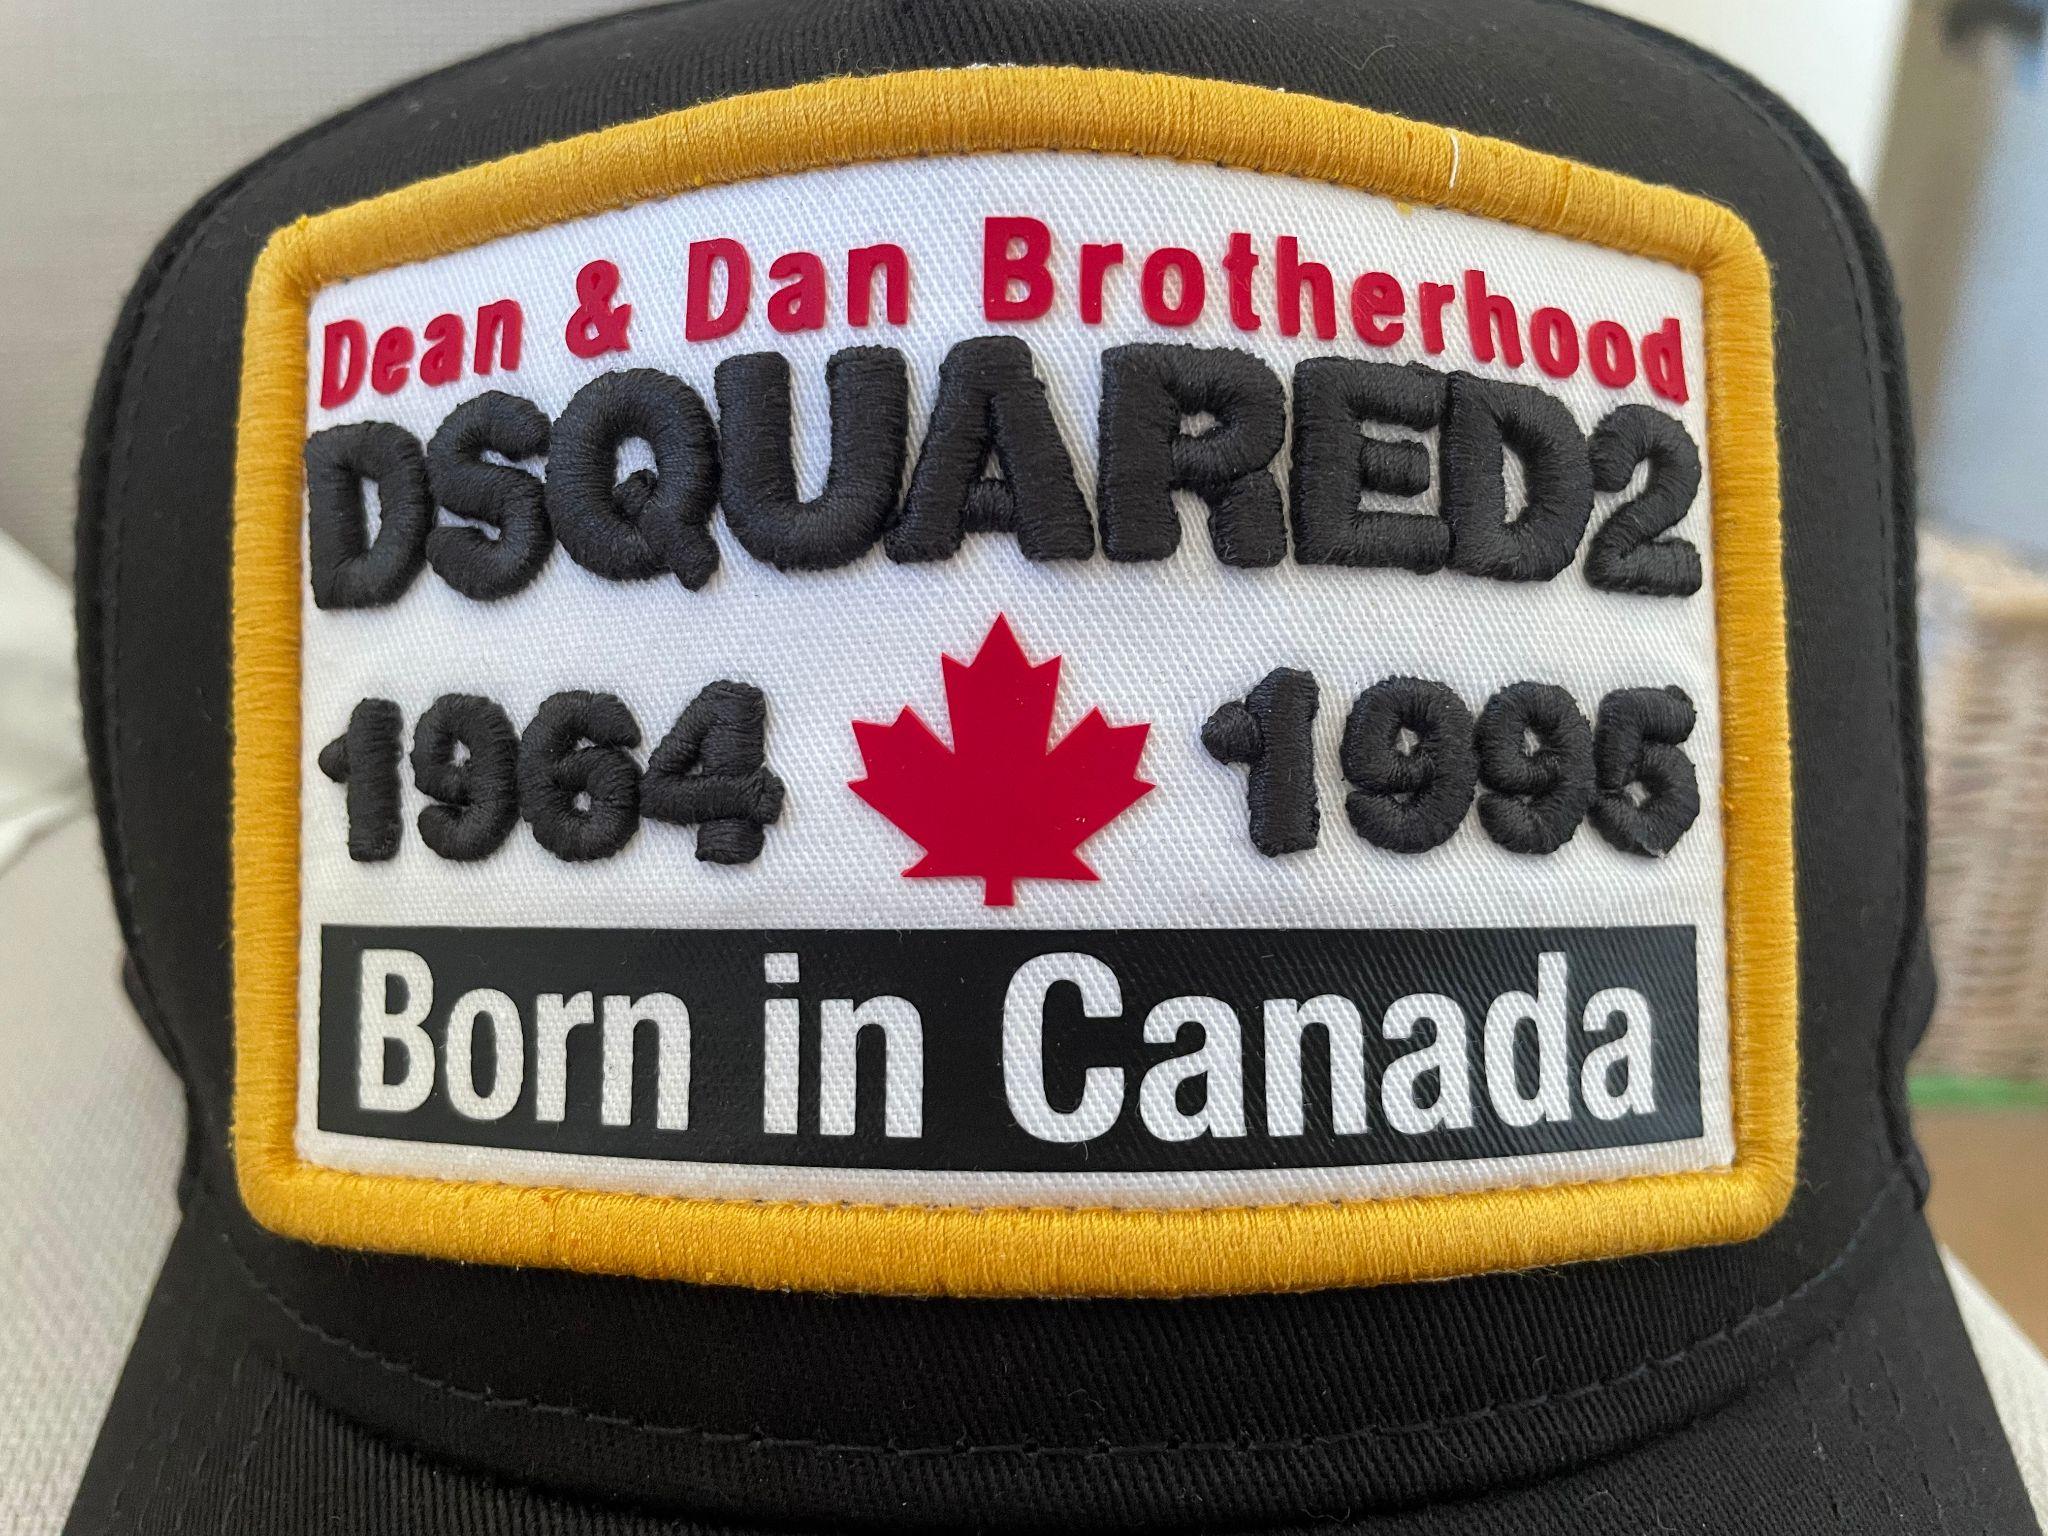 Dean & Dan Brotherhood
DSQUARED2
1964 1995
Born in Canada